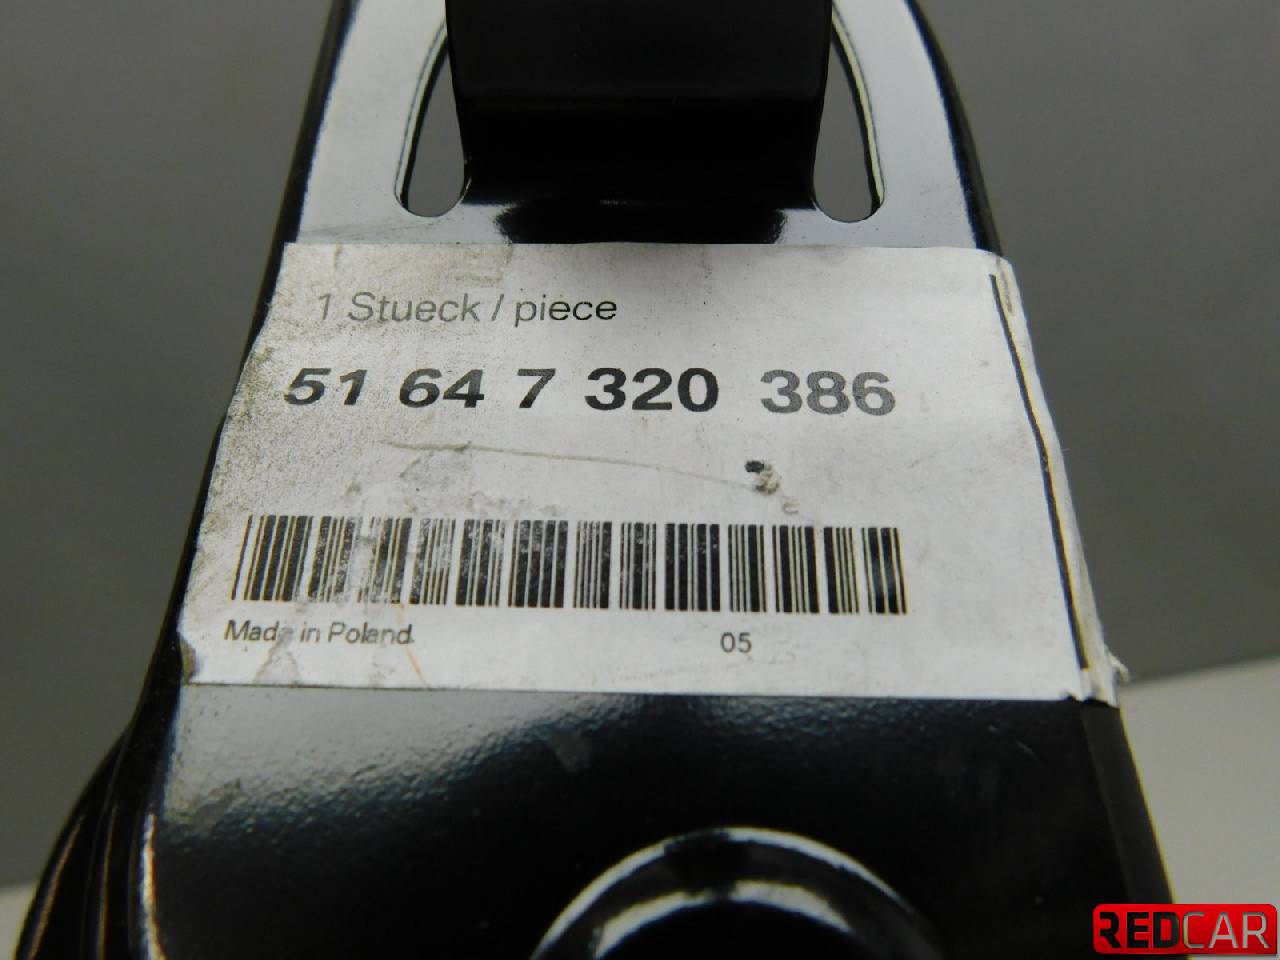 1 Stueck / piece
51 64 7 320 386
Made in Poland
05
REDCAR